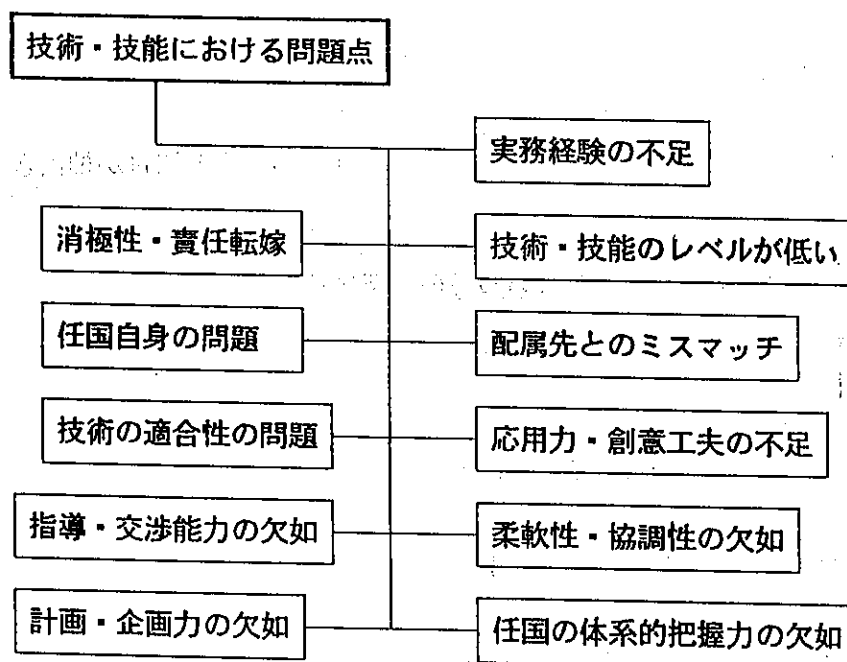 技術・技能における問題点
実務経験の不足
消極性・責任転嫁
技術・技能のレベルが低い
任国自身の問題
配属先とのミスマッチ
技術の適合性の問題
応用力・創意工夫の不足
指導・交渉能力の欠如
柔軟性・協調性の欠如
計画・企画力の欠如
任国の体系的把握力の欠如